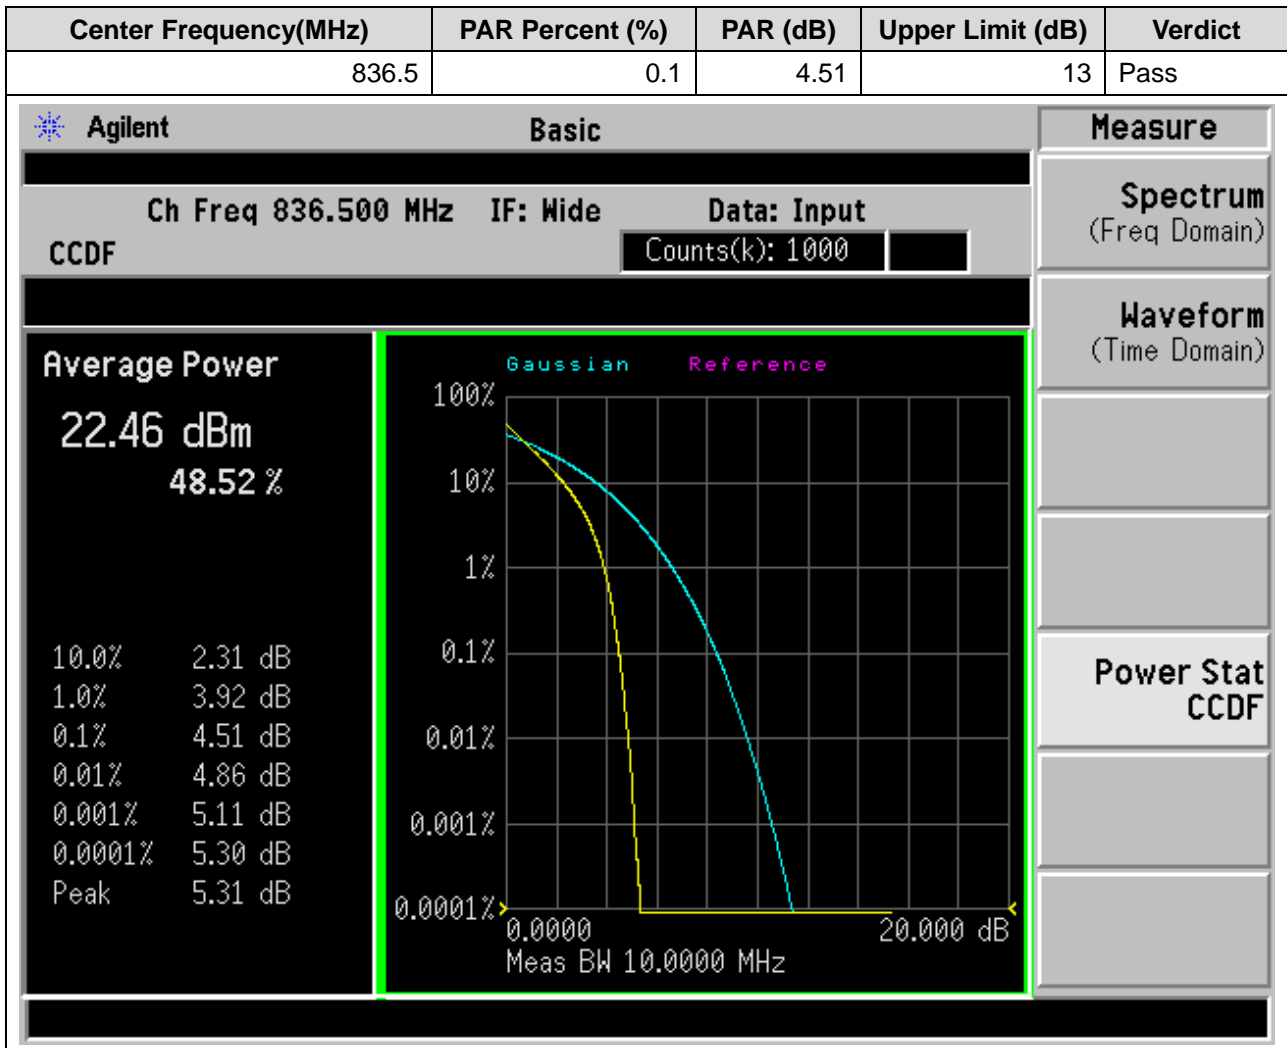 Center Frequency(MHz) PAR Percent (%) PAR (dB) Upper Limit (dB) Verdict
836.5 0.1 4.51 13 Pass
Agilent Basic Measure
Ch Freq 836.500 MHz IF: Wide Data: Input
CCDF Counts(k): 1000
Spectrum
(Freq Domain)
Waveform
(Time Domain)
Power Stat
CCDF
Average Power
22.46 dBm
48.52 %
10.0% 2.31 dB
1.0% 3.92 dB
0.1% 4.51 dB
0.01% 4.86 dB
0.001% 5.11 dB
0.0001% 5.30 dB
Peak 5.31 dB
Gaussian Reference
100%
10%
1%
0.1%
0.01%
0.001%
0.0001%
0.0000 20.000 dB
Meas BW 10.0000 MHz